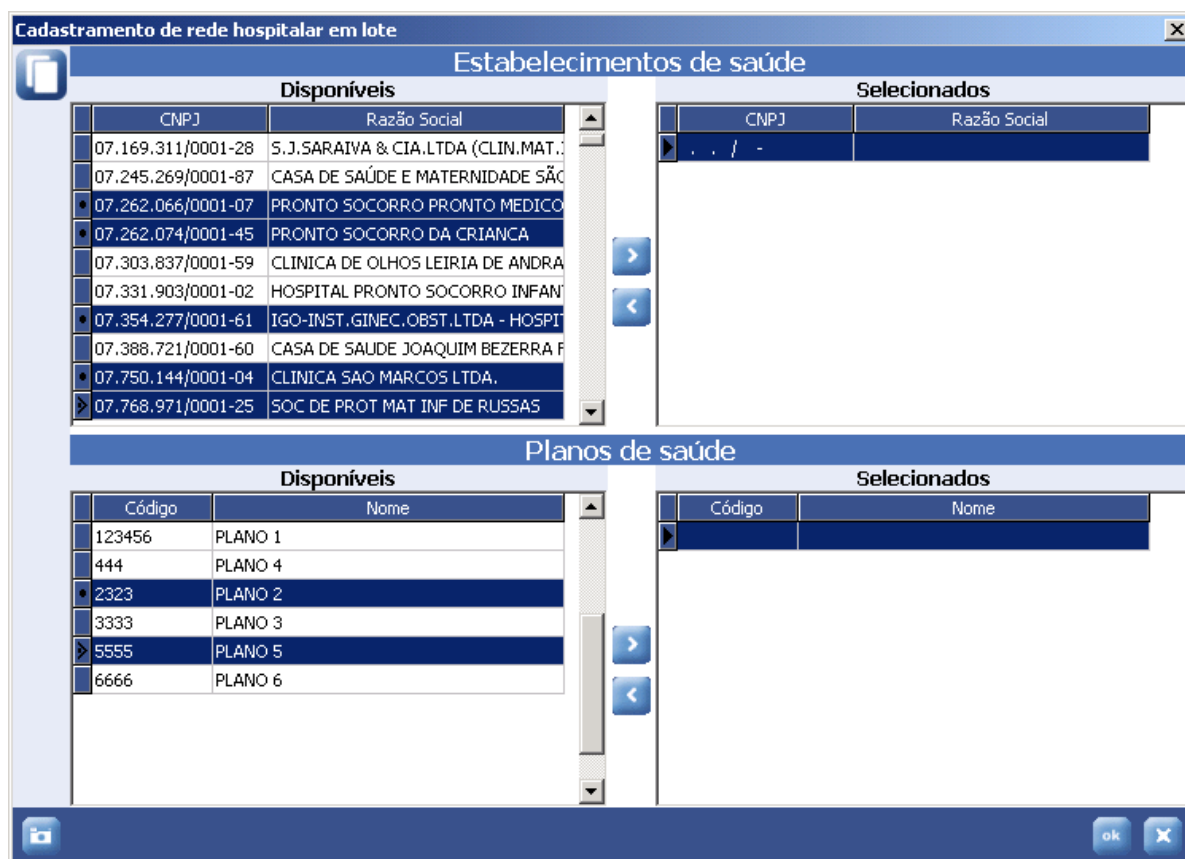 Cadastramento de rede hospitalar em lote
Estabelecimentos de saúde
Disponíveis
Selecionados
CNPJ Razão Social
CNPJ Razão Social
07.169.311/0001-28 S.J.SARAIVA & CIA.LTDA (CLIN.MAT.
. . / -
07.245.269/0001-87 CASA DE SAÚDE E MATERNIDADE SÃO
07.262.066/0001-07 PRONTO SOCORRO PRONTO MEDICO
07.262.074/0001-45 PRONTO SOCORRO DA CRIANCA
07.303.837/0001-59 CLINICA DE OLHOS LEIRIA DE ANDRA
07.331.903/0001-02 HOSPITAL PRONTO SOCORRO INFAN
07.354.277/0001-61 IGO-INST.GINEC.OBST.LTDA - HOSPI
07.388.721/0001-60 CASA DE SAUDE JOAQUIM BEZERRA F
07.750.144/0001-04 CLINICA SAO MARCOS LTDA.
07.768.971/0001-25 SOC DE PROT MAT INF DE RUSSAS
Planos de saúde
Disponíveis
Selecionados
Código Nome
Código Nome
123456 PLANO 1
444 PLANO 4
2323 PLANO 2
3333 PLANO 3
5555 PLANO 5
6666 PLANO 6
ok